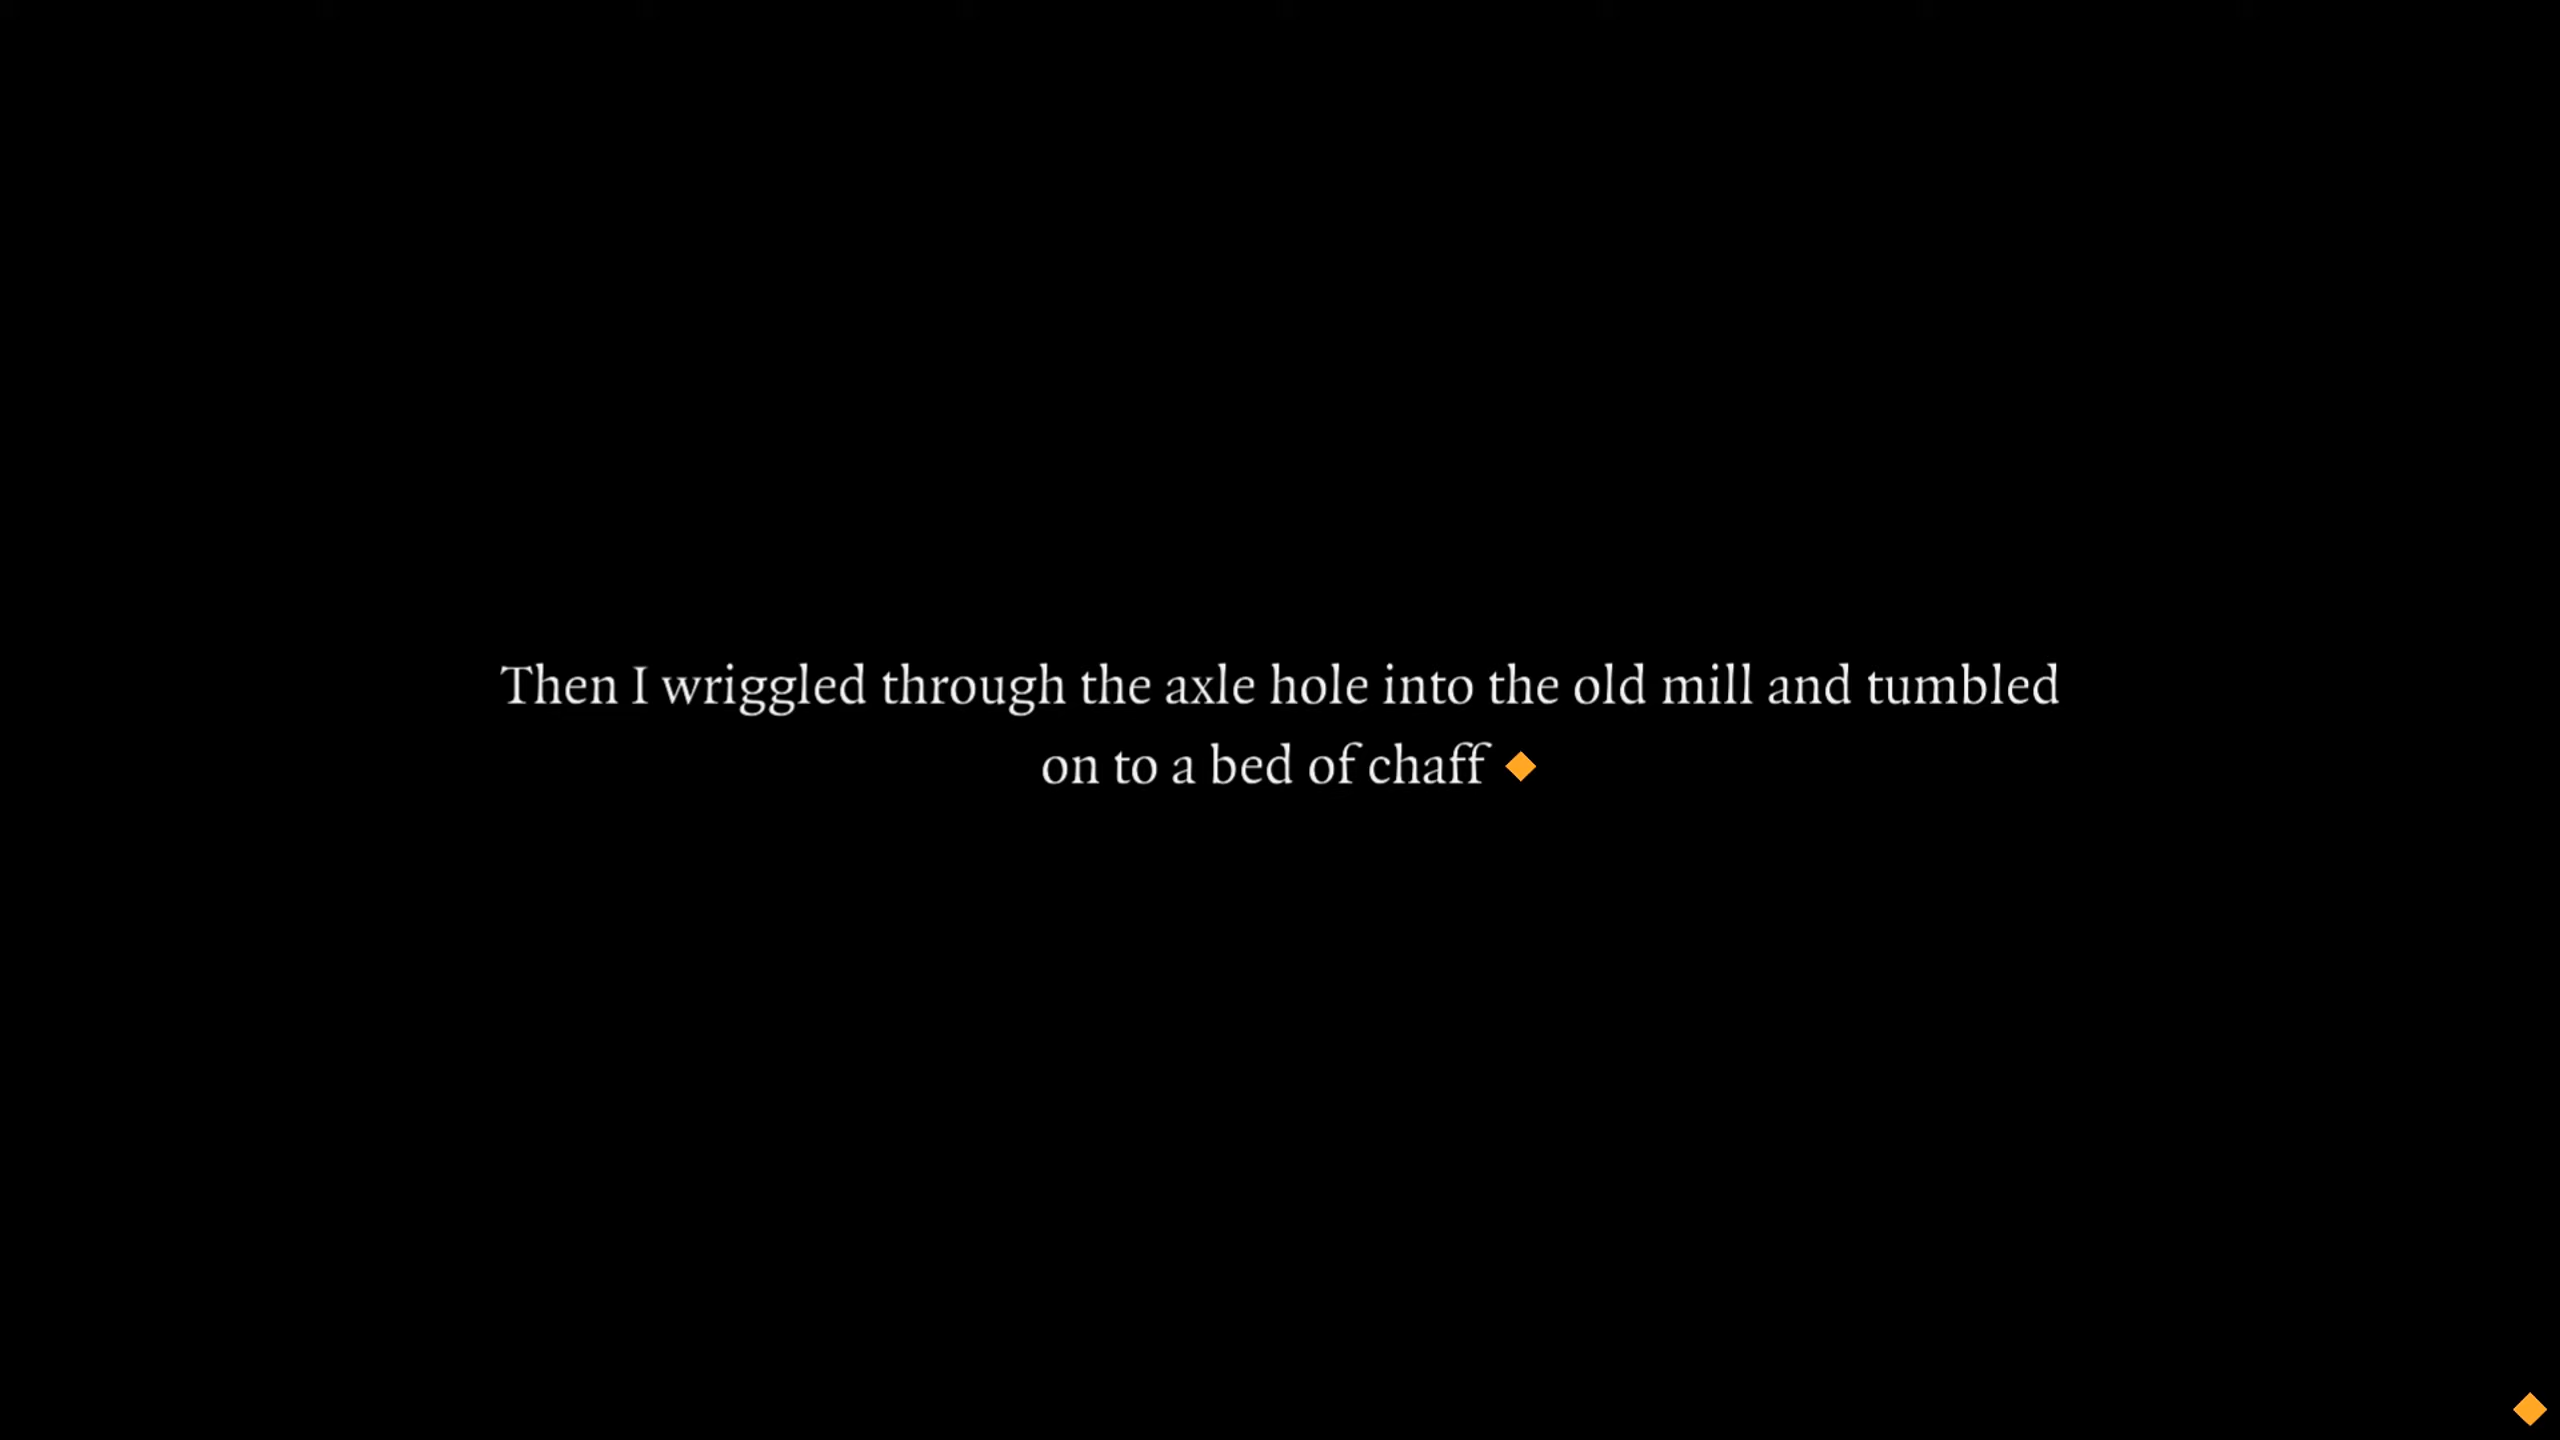 Then I wriggled through the axle hole into the old mill and tumbled
on to a bed of chaff